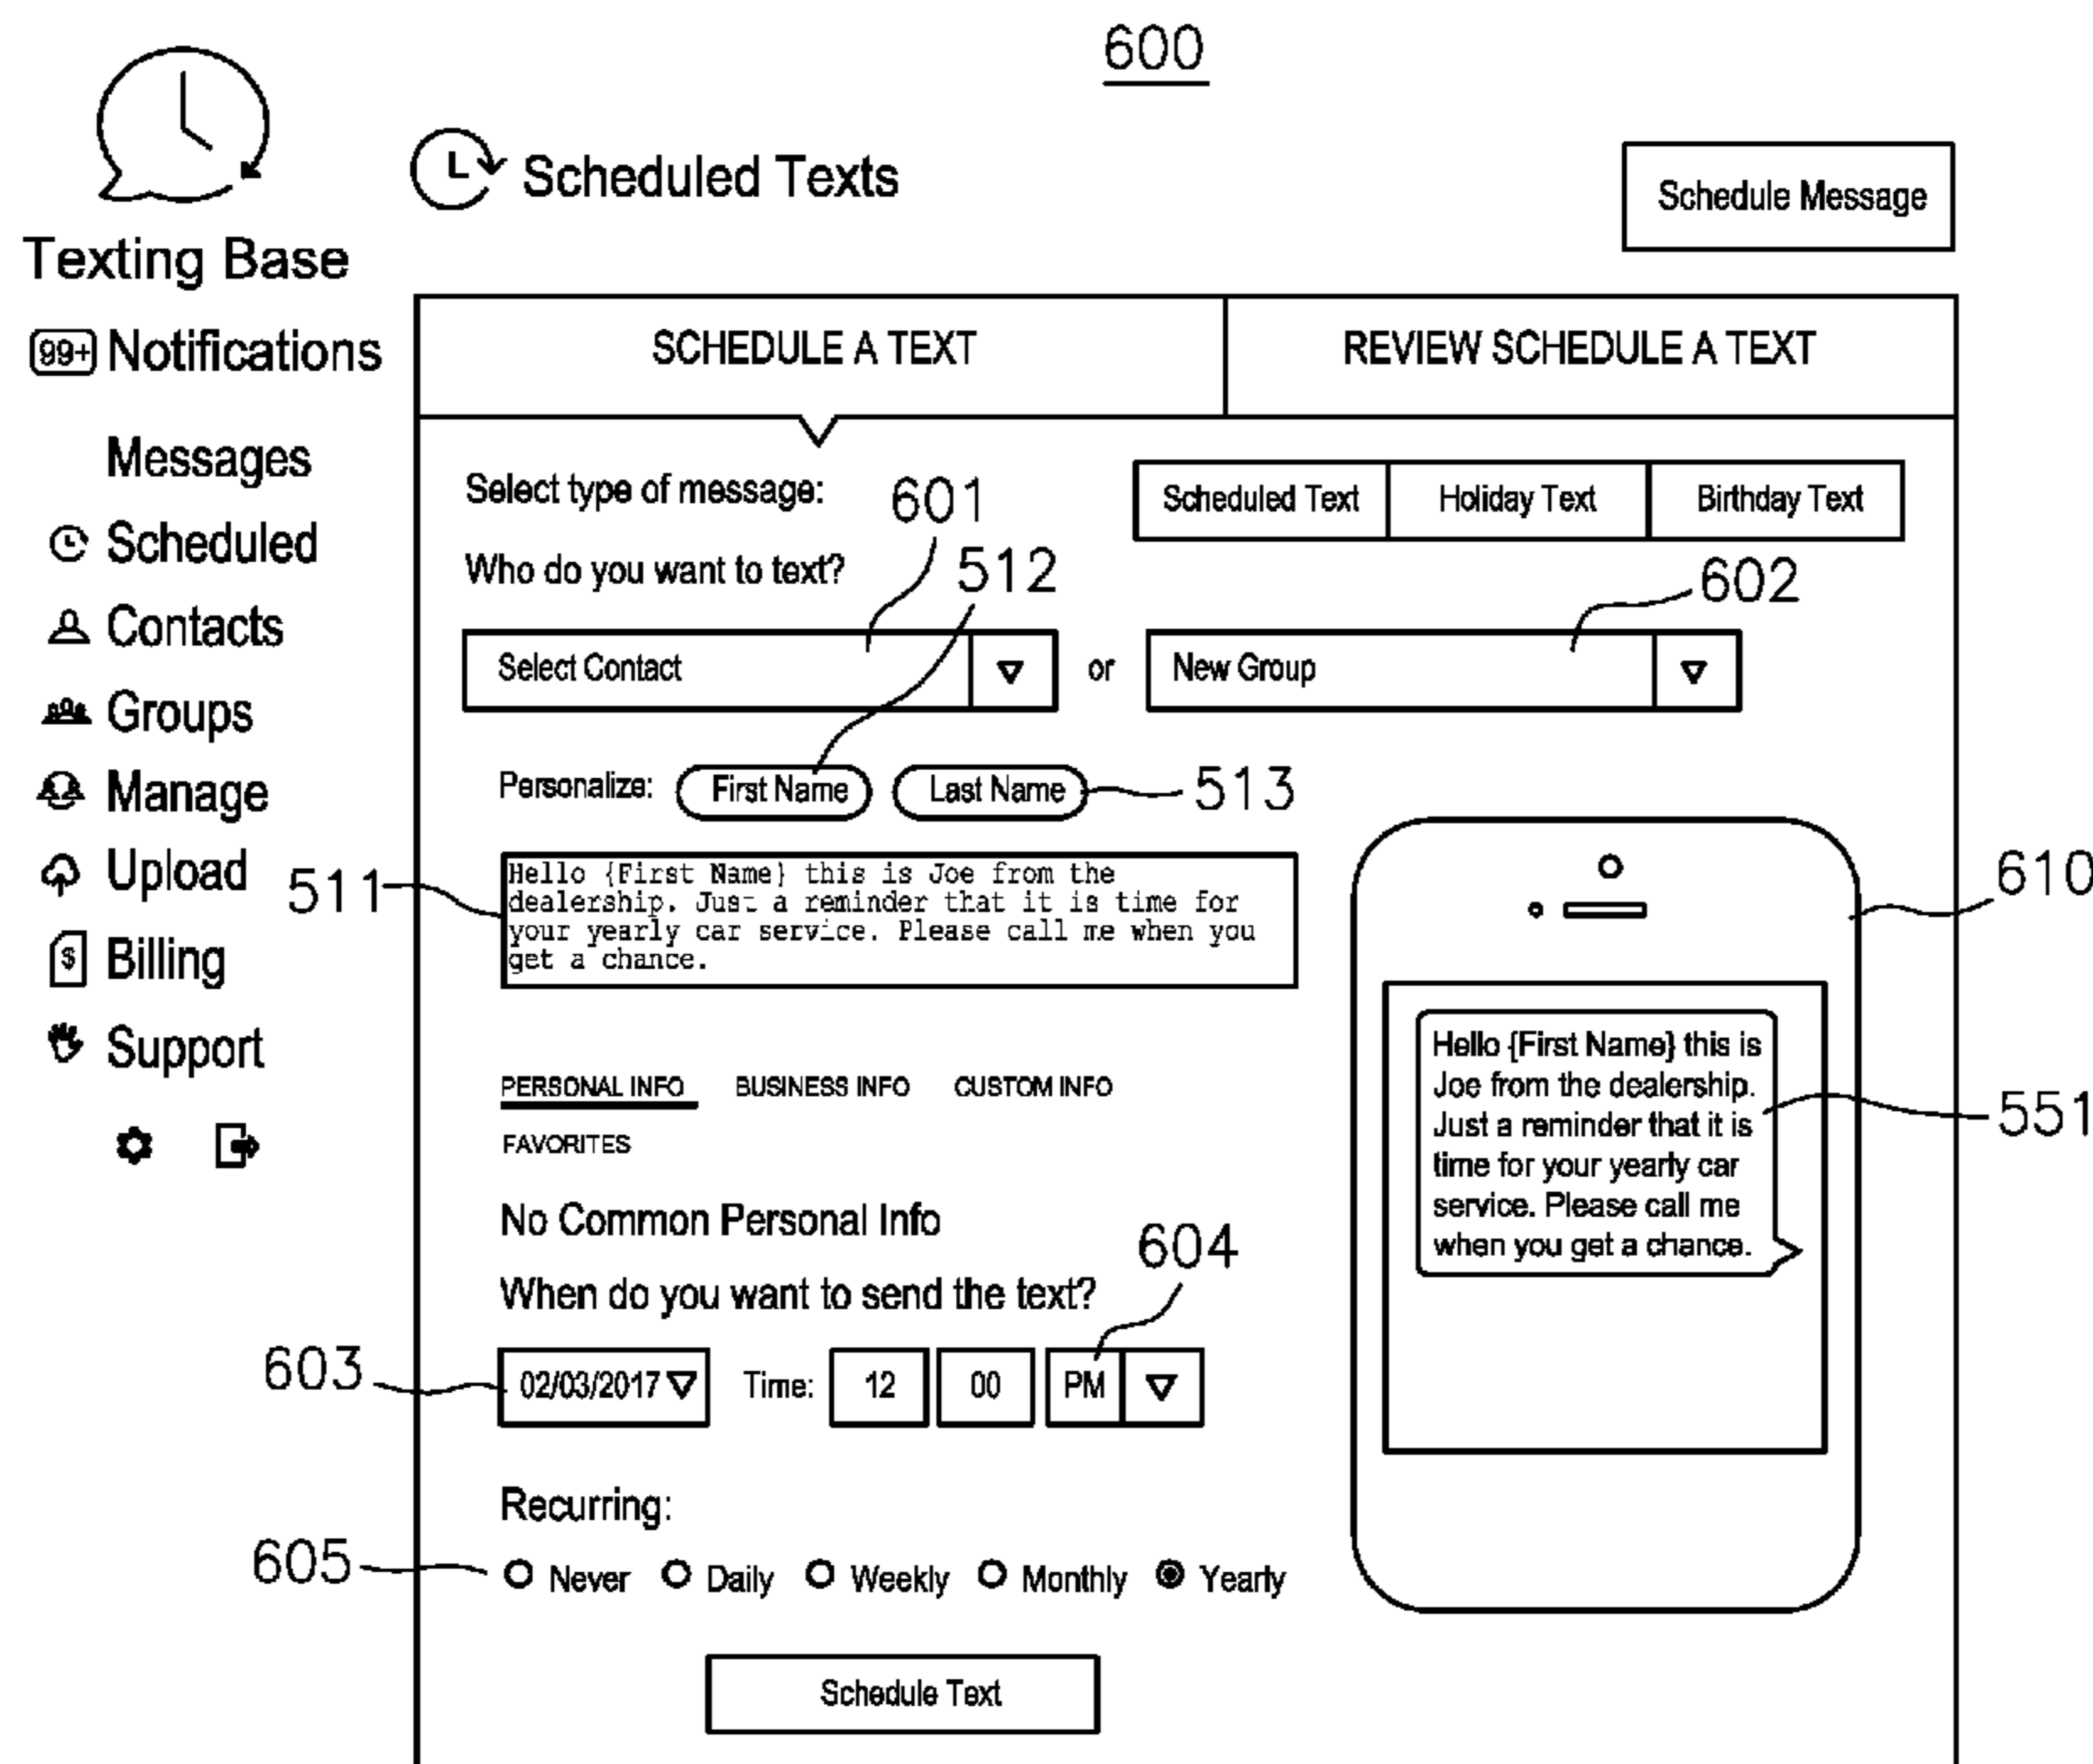 600
Texting Base
Scheduled Texts
Schedule Message
99+ Notifications
Messages
Scheduled
Contacts
Groups
Manage
Upload
Billing
Support
SCHEDULE A TEXT
REVIEW SCHEDULE A TEXT
Select type of message:
601
Scheduled Text
Holiday Text
Birthday Text
Who do you want to text?
512
602
Select Contact
or
New Group
Personalize:
First Name
Last Name
513
511
Hello {First Name} this is Joe from the
dealership. Just a reminder that it is time for
your yearly car service. Please call me when you
get a chance.
610
Hello {First Name} this is
Joe from the dealership.
Just a reminder that it is
time for your yearly car
service. Please call me
when you get a chance.
551
PERSONAL INFO
BUSINESS INFO
CUSTOM INFO
FAVORITES
No Common Personal Info
604
When do you want to send the text?
603
02/03/2017
Time:
12
00
PM
Recurring:
605
Never
Daily
Weekly
Monthly
Yearly
Schedule Text